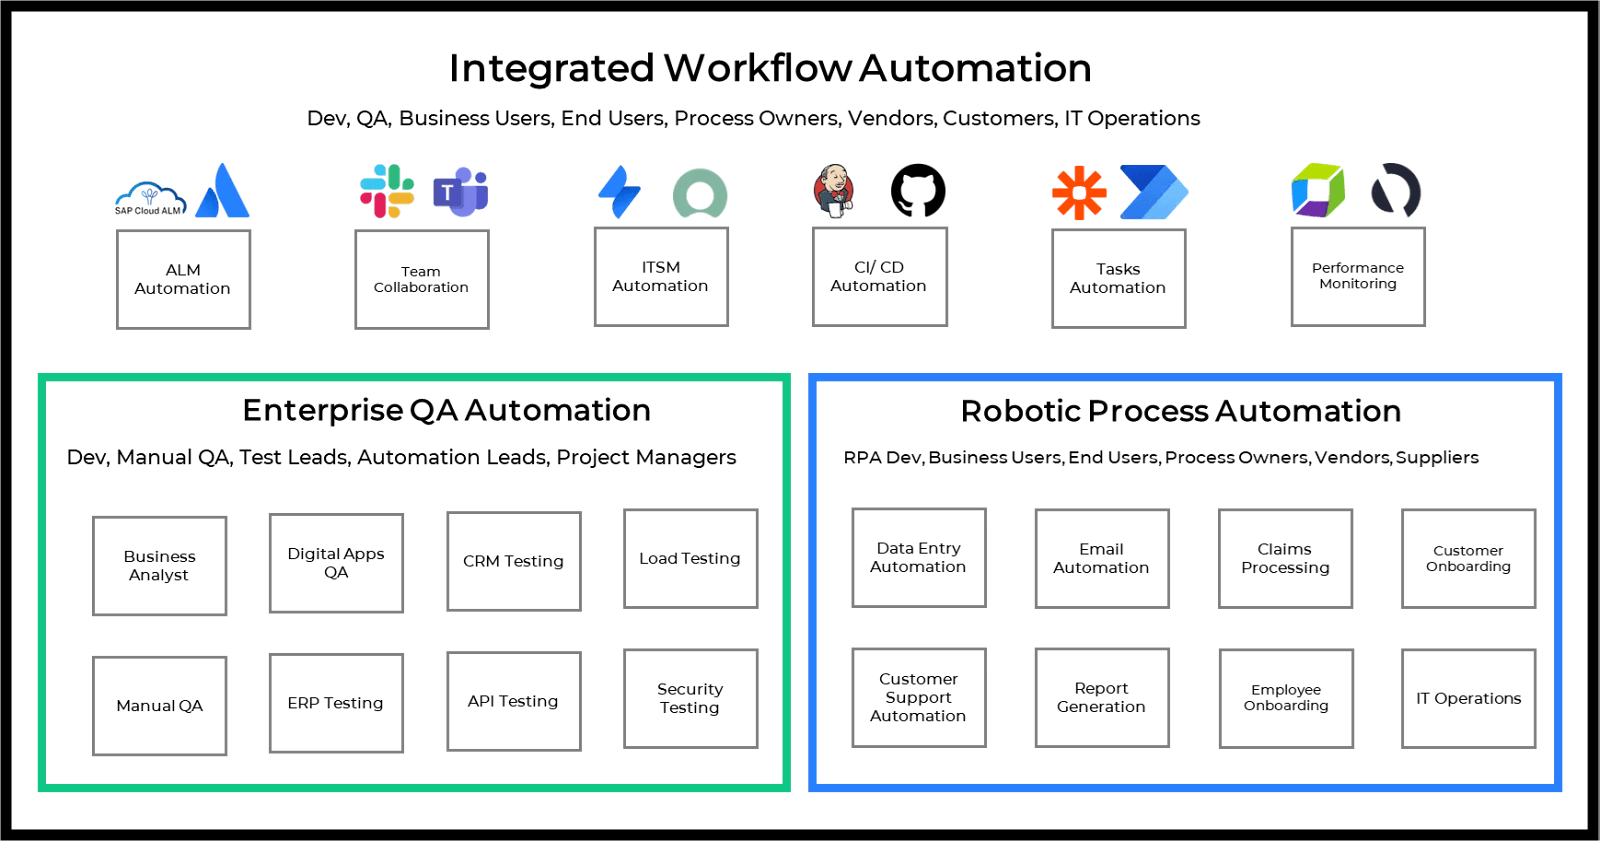 Integrated Workflow Automation
Dev, QA, Business Users, End Users, Process Owners, Vendors, Customers, IT Operations
SAP Cloud ALM
T
ALM
Automation
Team
Collaboration
ITSM
Automation
CI/ CD
Automation
Tasks
Automation
Performance
Monitoring
Enterprise QA Automation
Dev, Manual QA, Test Leads, Automation Leads, Project Managers
Business
Analyst
Digital Apps
QA
CRM Testing
Load Testing
Manual QA
ERP Testing
API Testing
Security
Testing
Robotic Process Automation
RPA Dev, Business Users, End Users, Process Owners, Vendors, Suppliers
Data Entry
Automation
Email
Automation
Claims
Processing
Customer
Onboarding
Customer
Support
Automation
Report
Generation
Employee
Onboarding
IT Operations